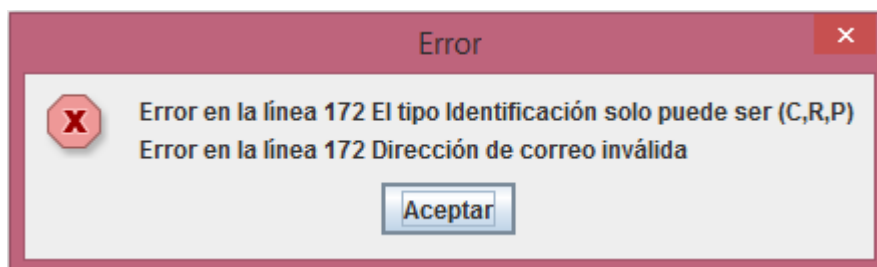 Error
Error en la línea 172 El tipo Identificación solo puede ser (C,R,P)
Error en la línea 172 Dirección de correo inválida
Aceptar